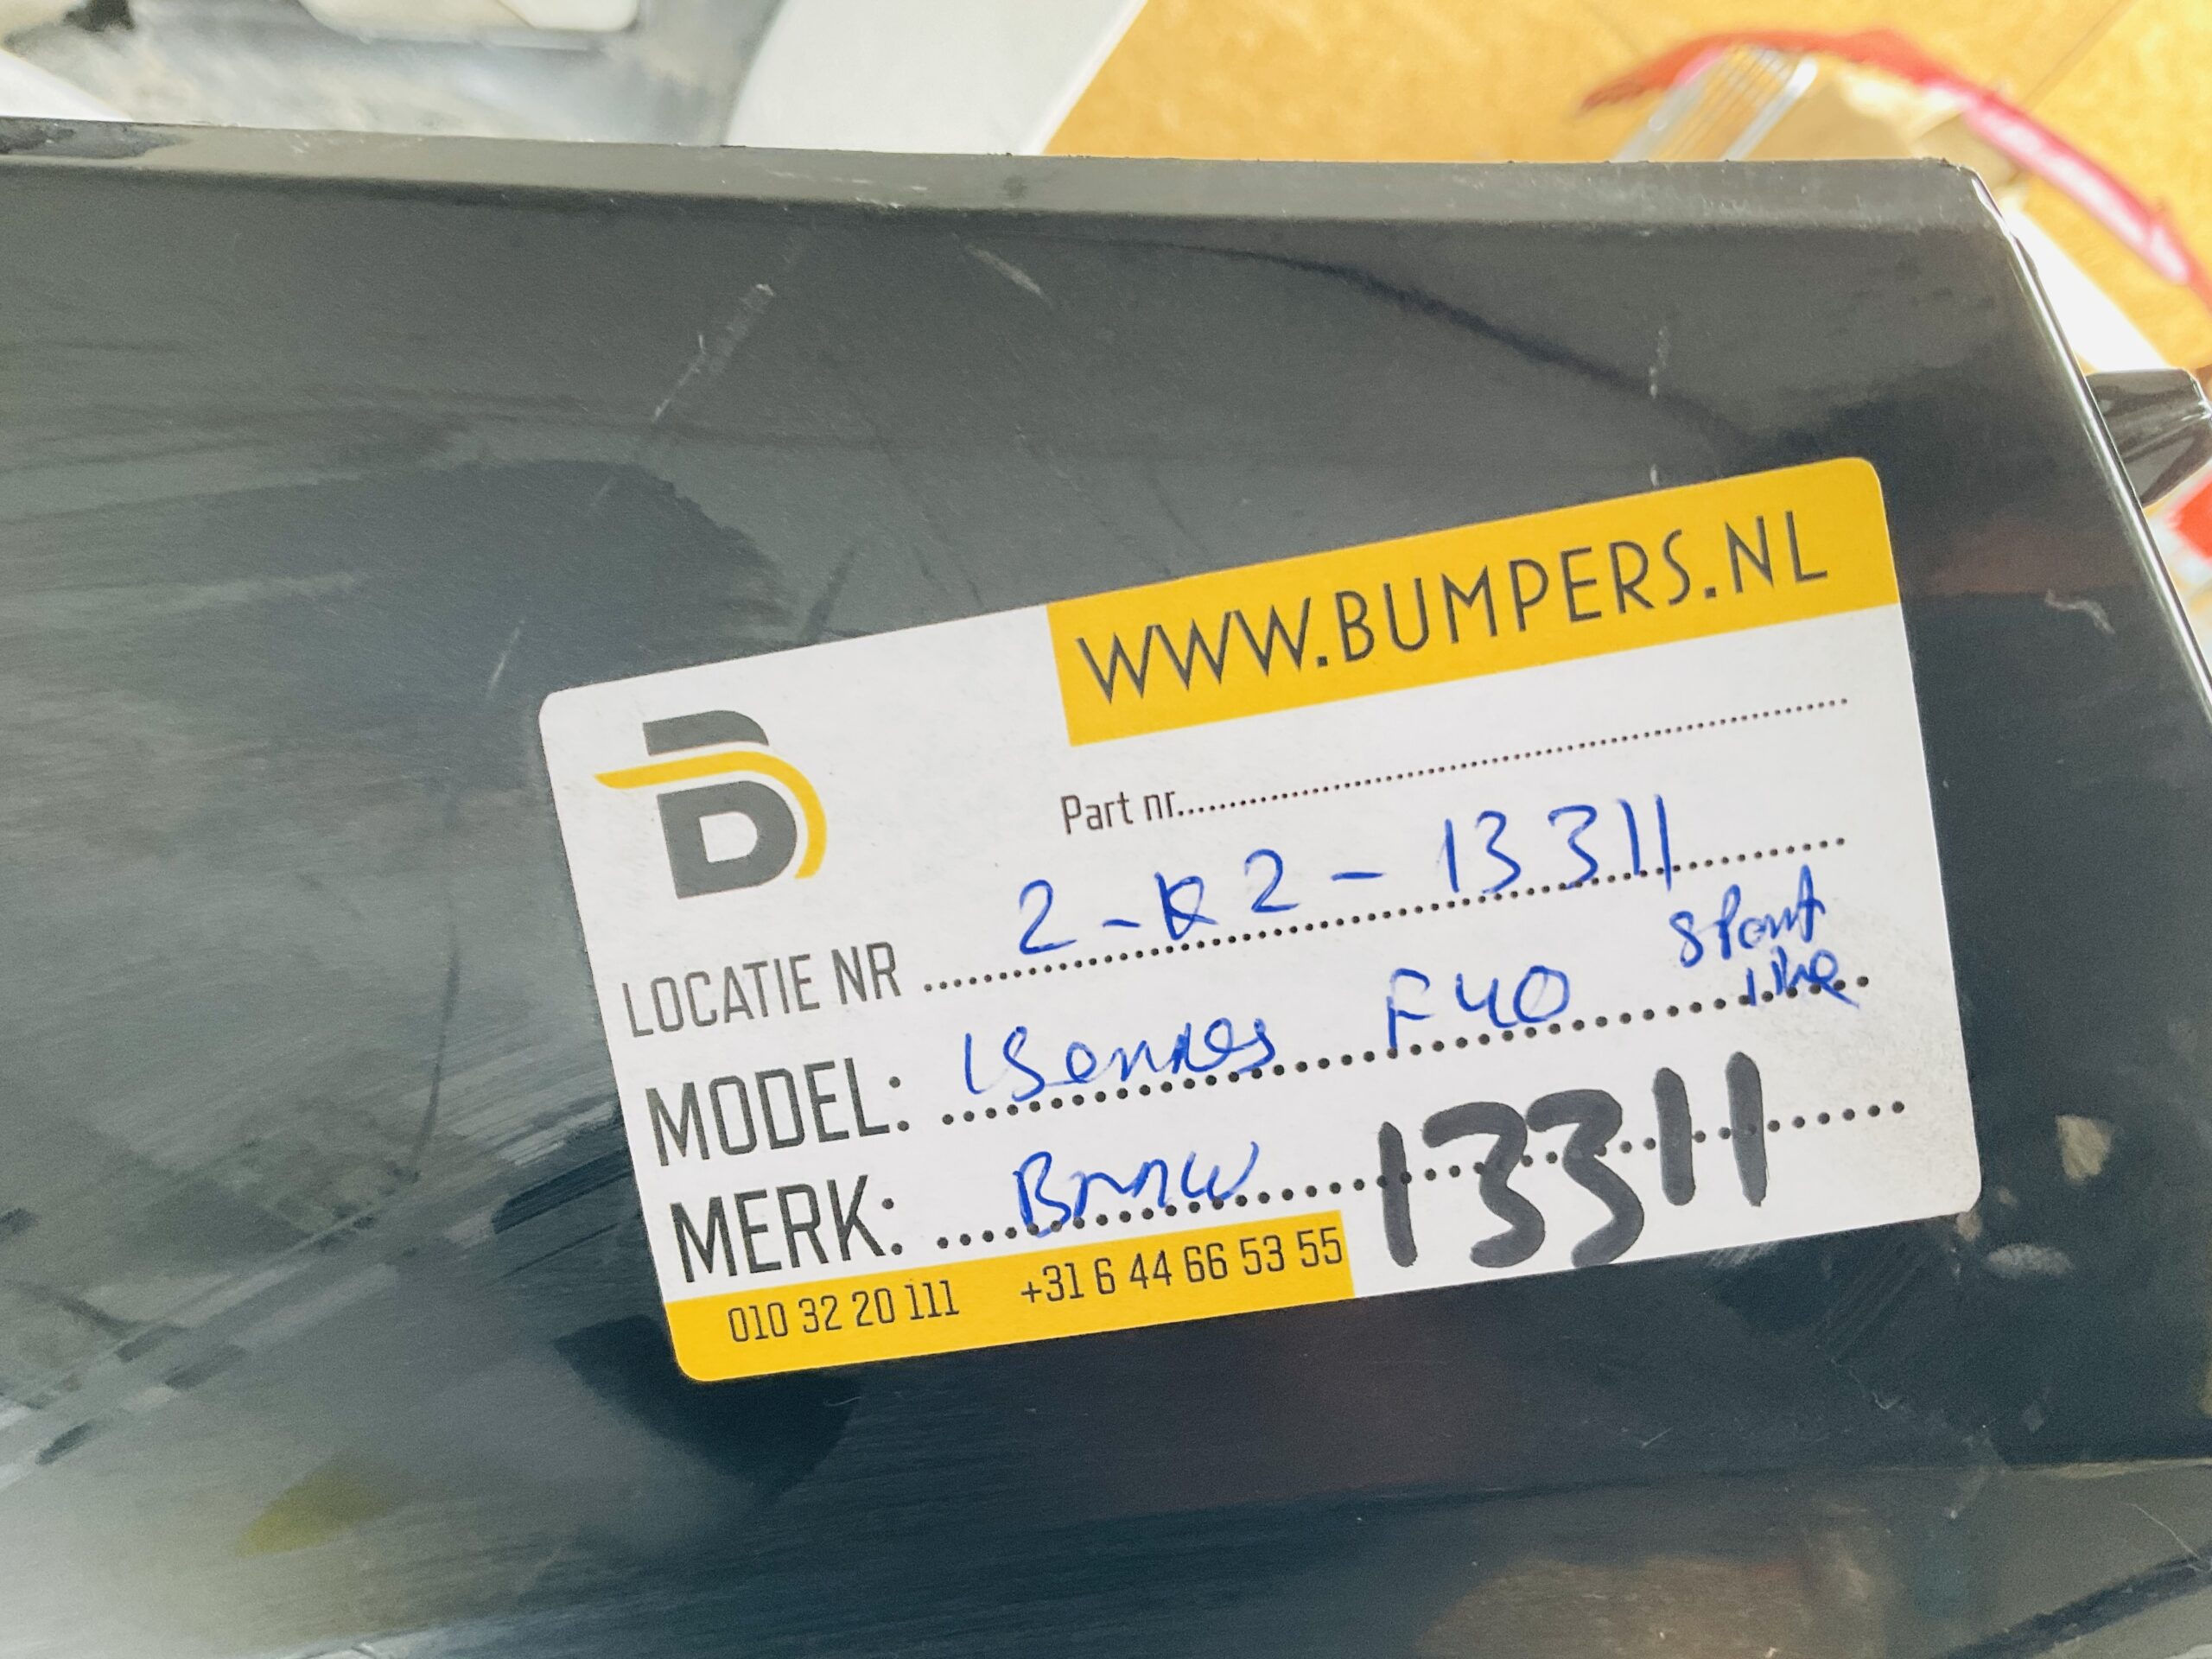 WWW.BUMPERS.NL
B
Part nr.....
LOCATIE NR ..... 2-K2-13311
MODEL: 1Series F40 Sport line
MERK: BMW 13311
010 32 20 111 +31 6 44 66 53 55